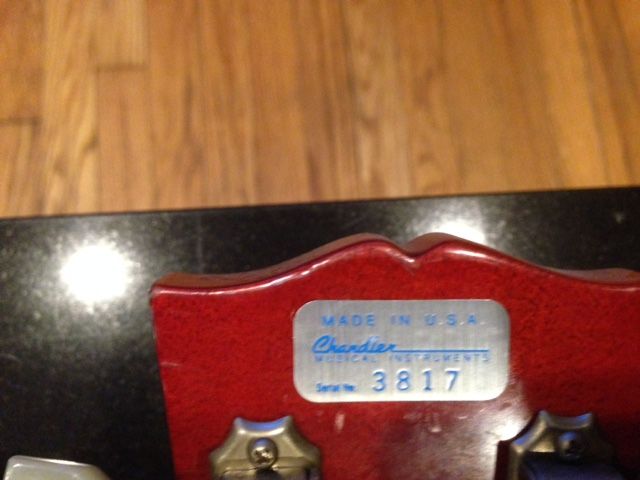 MADE IN U.S.A.
Chandler
MUSICAL INSTRUMENTS
Serial No. 3817